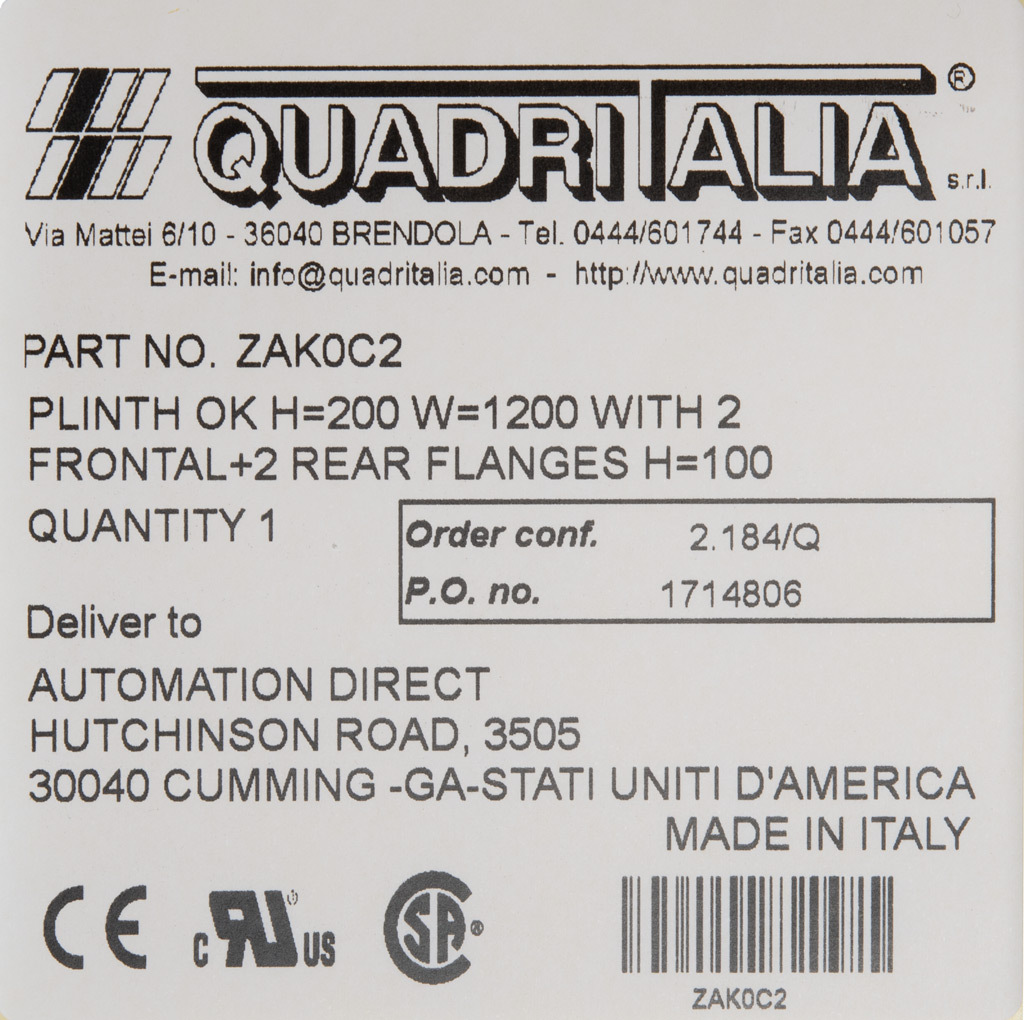 QUADRITALIA ® s.r.l.
Via Mattei 6/10 - 36040 BRENDOLA - Tel. 0444/601744 - Fax 0444/601057
E-mail: info@quadritalia.com - http://www.quadritalia.com
PART NO. ZAK0C2
PLINTH OK H=200 W=1200 WITH 2
FRONTAL+2 REAR FLANGES H=100
QUANTITY 1
Order conf. 2.184/Q
P.O. no. 1714806
Deliver to
AUTOMATION DIRECT
HUTCHINSON ROAD, 3505
30040 CUMMING -GA-STATI UNITI D'AMERICA
MADE IN ITALY
CE c RU US CSA ®
ZAK0C2